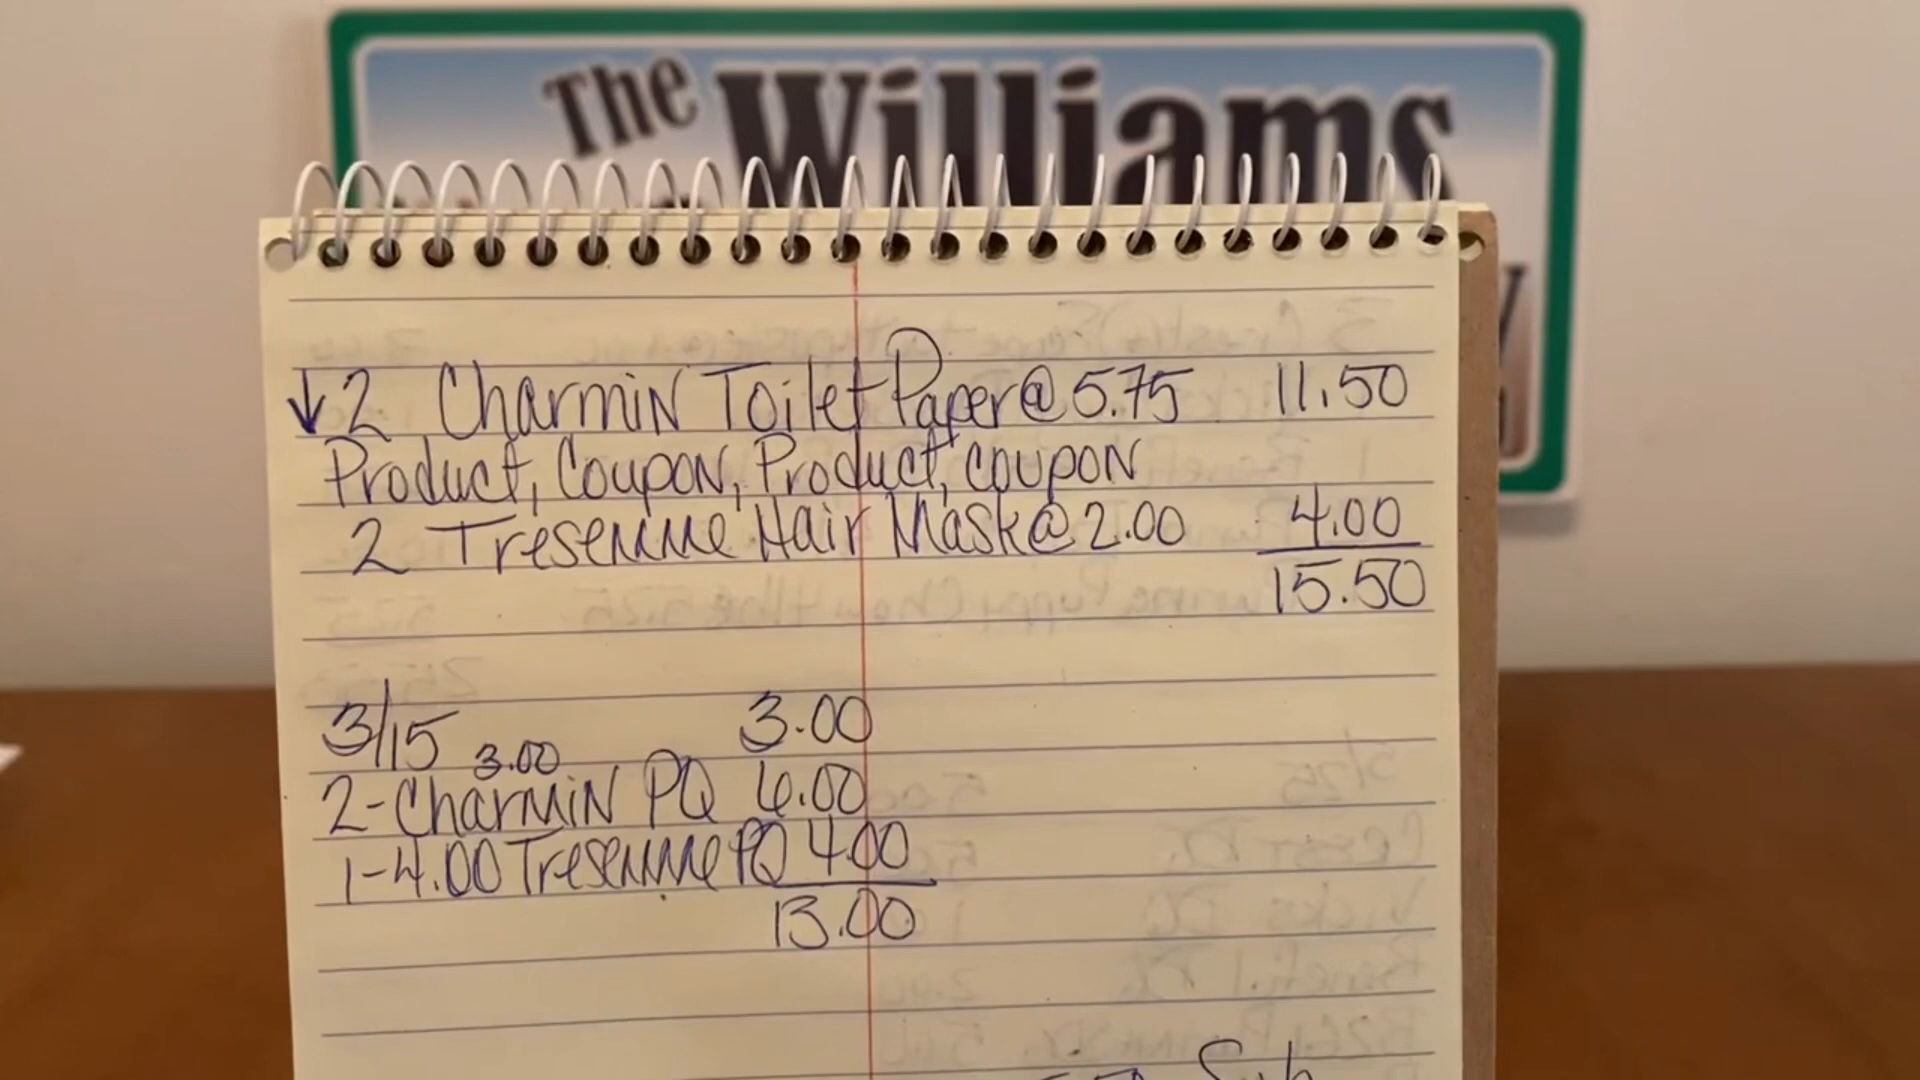 The Williams
2 Charmin Toilet Paper @ 5.75 11.50
Product, Coupon, Product, coupon
2 Tresemme Hair Mask @ 2.00 4.00
15.50
3/15 3.00
3.00
2-Charmin PQ 6.00
1-4.00 Tresemme PQ 4.00
13.00
Sub